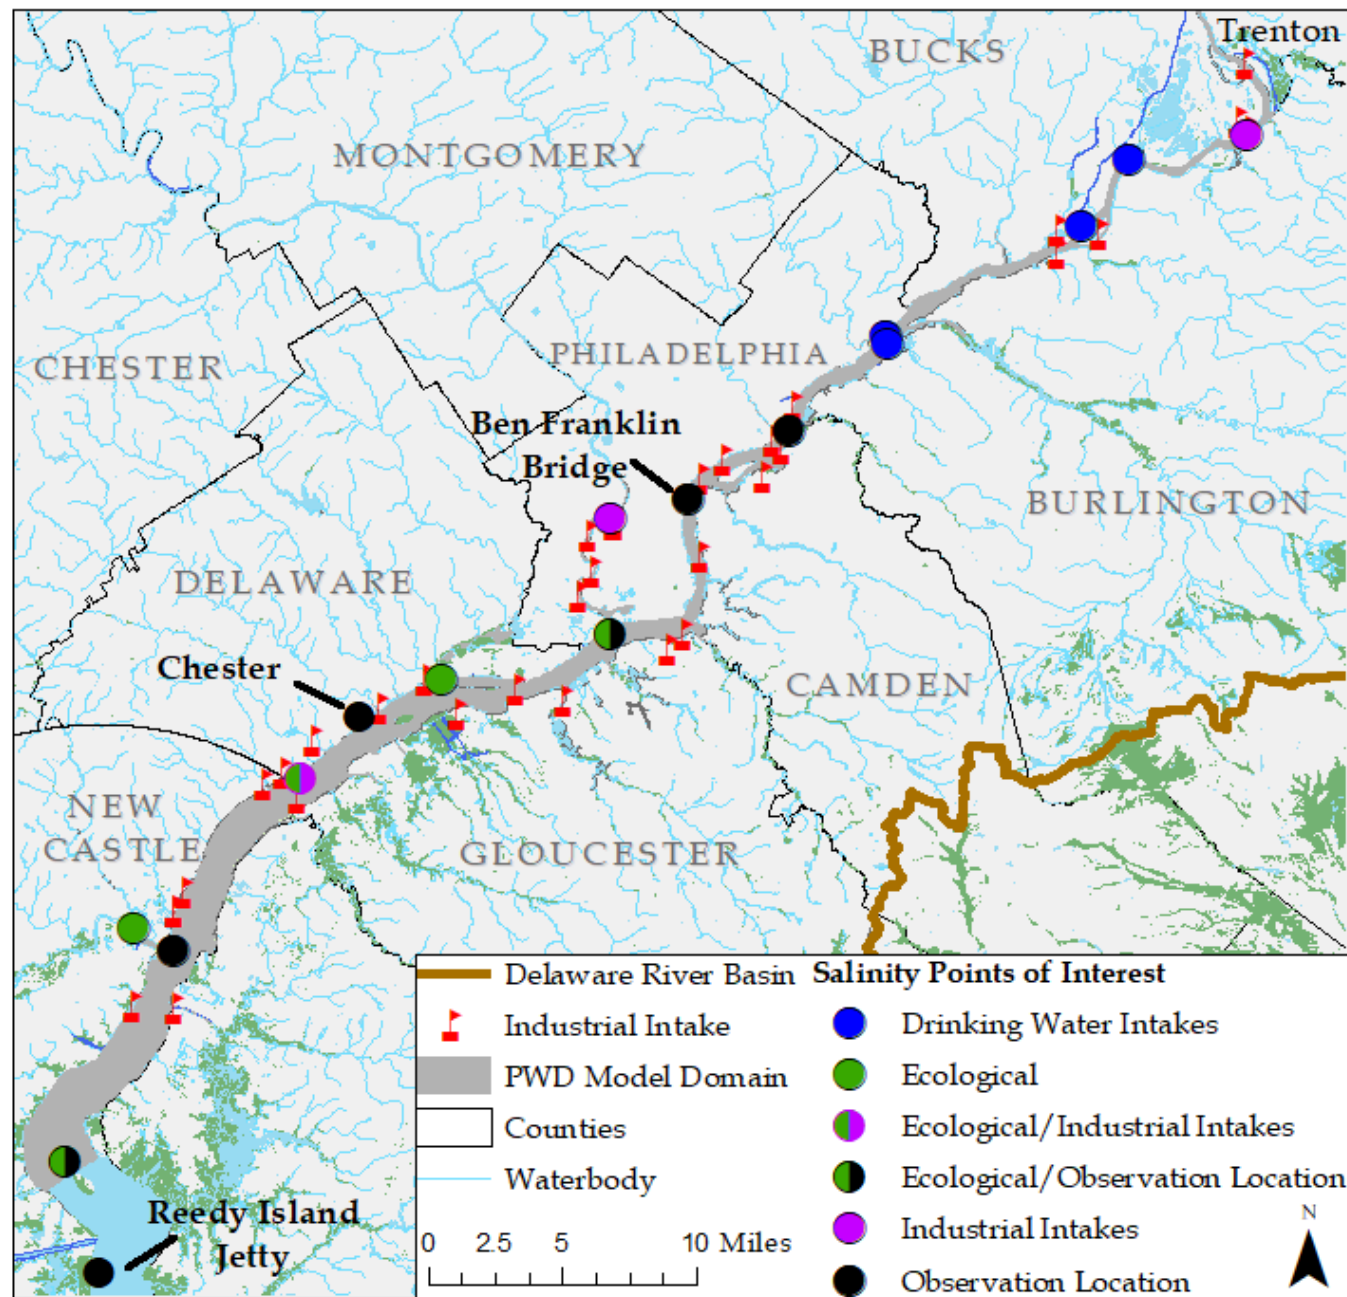 Trenton
BUCKS
MONTGOMERY
CHESTER
PHILADELPHIA
Ben Franklin
Bridge
BURLINGTON
DELAWARE
Chester
CAMDEN
NEW
CASTLE
GLOUCESTER
Reedy Island
Jetty
Delaware River Basin
Industrial Intake
PWD Model Domain
Counties
Waterbody
0 2.5 5 10 Miles
Salinity Points of Interest
Drinking Water Intakes
Ecological
Ecological/Industrial Intakes
Ecological/Observation Location
Industrial Intakes
Observation Location
N